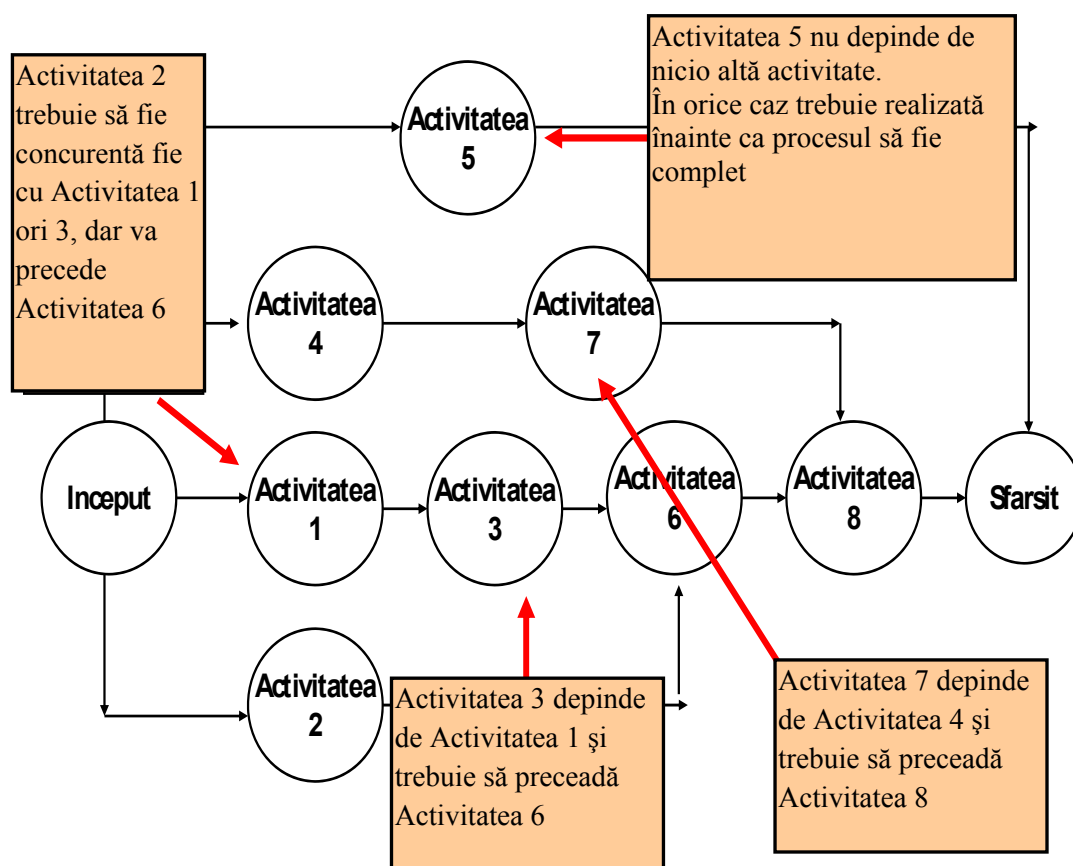 Activitatea 2
trebuie să fie
concurentă fie
cu Activitatea 1
ori 3, dar va
precede
Activitatea 6
Activitatea
5
Activitatea 5 nu depinde de
nicio altă activitate.
În orice caz trebuie realizată
înainte ca procesul să fie
complet
Activitatea
4
Activitatea
7
Inceput
Activitatea
1
Activitatea
3
Activitatea
6
Activitatea
8
Sfarsit
Activitatea
2
Activitatea 3 depinde
de Activitatea 1 şi
trebuie să preceadă
Activitatea 6
Activitatea 7 depinde
de Activitatea 4 şi
trebuie să preceadă
Activitatea 8